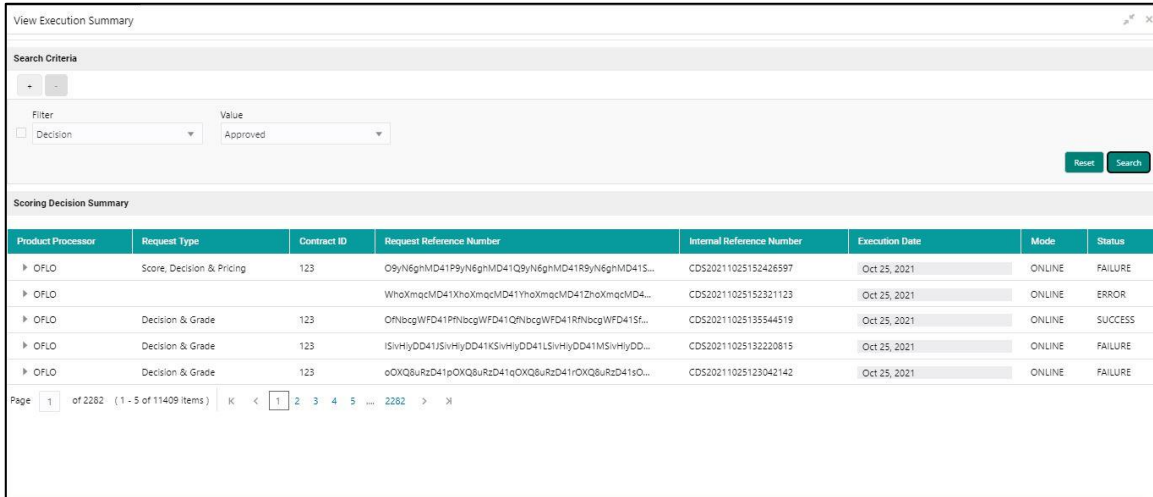 View Execution Summary
Search Criteria
+ -
Filter Value
Decision Approved
Reset Search
Scoring Decision Summary
Product Processor Request Type Contract ID Request Reference Number Internal Reference Number Execution Date Mode Status
OFLO Score, Decision & Pricing 123 O9yN6ghMD41P9yN6ghMD41Q9yN6ghMD41R9yN6ghMD41S... CDS20211025152426597 Oct 25, 2021 ONLINE FAILURE
OFLO WhoXmqcMD41XhoXmqcMD41YhoXmqcMD41ZhoXmqcMD4... CDS20211025152321123 Oct 25, 2021 ONLINE ERROR
OFLO Decision & Grade 123 OfNbcgWFD41PfNbcgWFD41QfNbcgWFD41RfNbcgWFD41Sf... CDS20211025135544519 Oct 25, 2021 ONLINE SUCCESS
OFLO Decision & Grade 123 ISivHlyDD41JSivHlyDD41KSivHlyDD41LSivHlyDD41MSivHlyDD... CDS20211025132220815 Oct 25, 2021 ONLINE FAILURE
OFLO Decision & Grade 123 oOXQ8uRzD41pOXQ8uRzD41qOXQ8uRzD41rOXQ8uRzD41sO... CDS20211025123042142 Oct 25, 2021 ONLINE FAILURE
Page 1 of 2282 (1 - 5 of 11409 items) 1 2 3 4 5 .... 2282